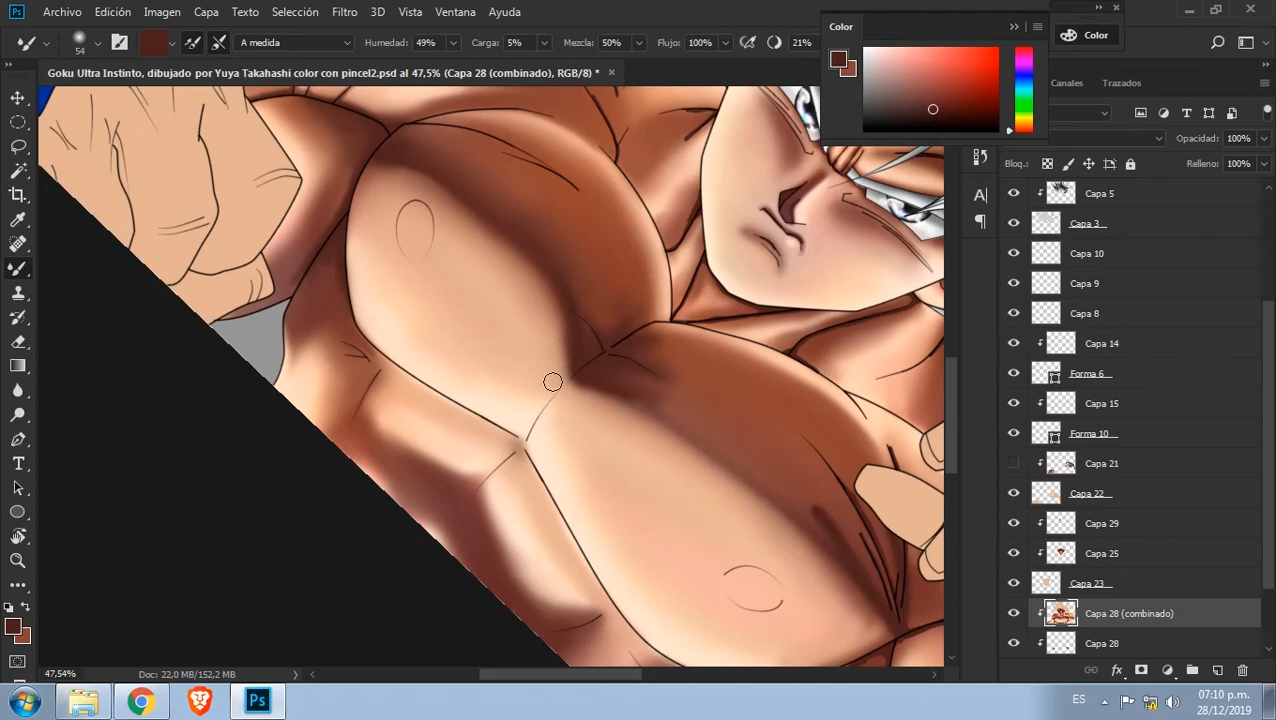 Ps Archivo Edición Imagen Capa Texto Selección Filtro 3D Vista Ventana Ayuda
54 A medida Humedad: 49% Carga: 5% Mezcla: 50% Flujo: 100% 21%
Goku Ultra Instinto, dibujado por Yuya Takahashi color con pincel2.psd al 47,5% (Capa 28 (combinado), RGB/8) *
Color
Color
Canales Trazados
Opacidad: 100%
Bloq.: Relleno: 100%
Capa 5
Capa 3
Capa 10
Capa 9
Capa 8
Capa 14
Forma 6
Capa 15
Forma 10
Capa 21
Capa 22
Capa 29
Capa 25
Capa 23
Capa 28 (combinado)
Capa 28
fx
47,54% Doc: 22,0 MB/152,2 MB
Ps
ES
07:10 p.m.
28/12/2019